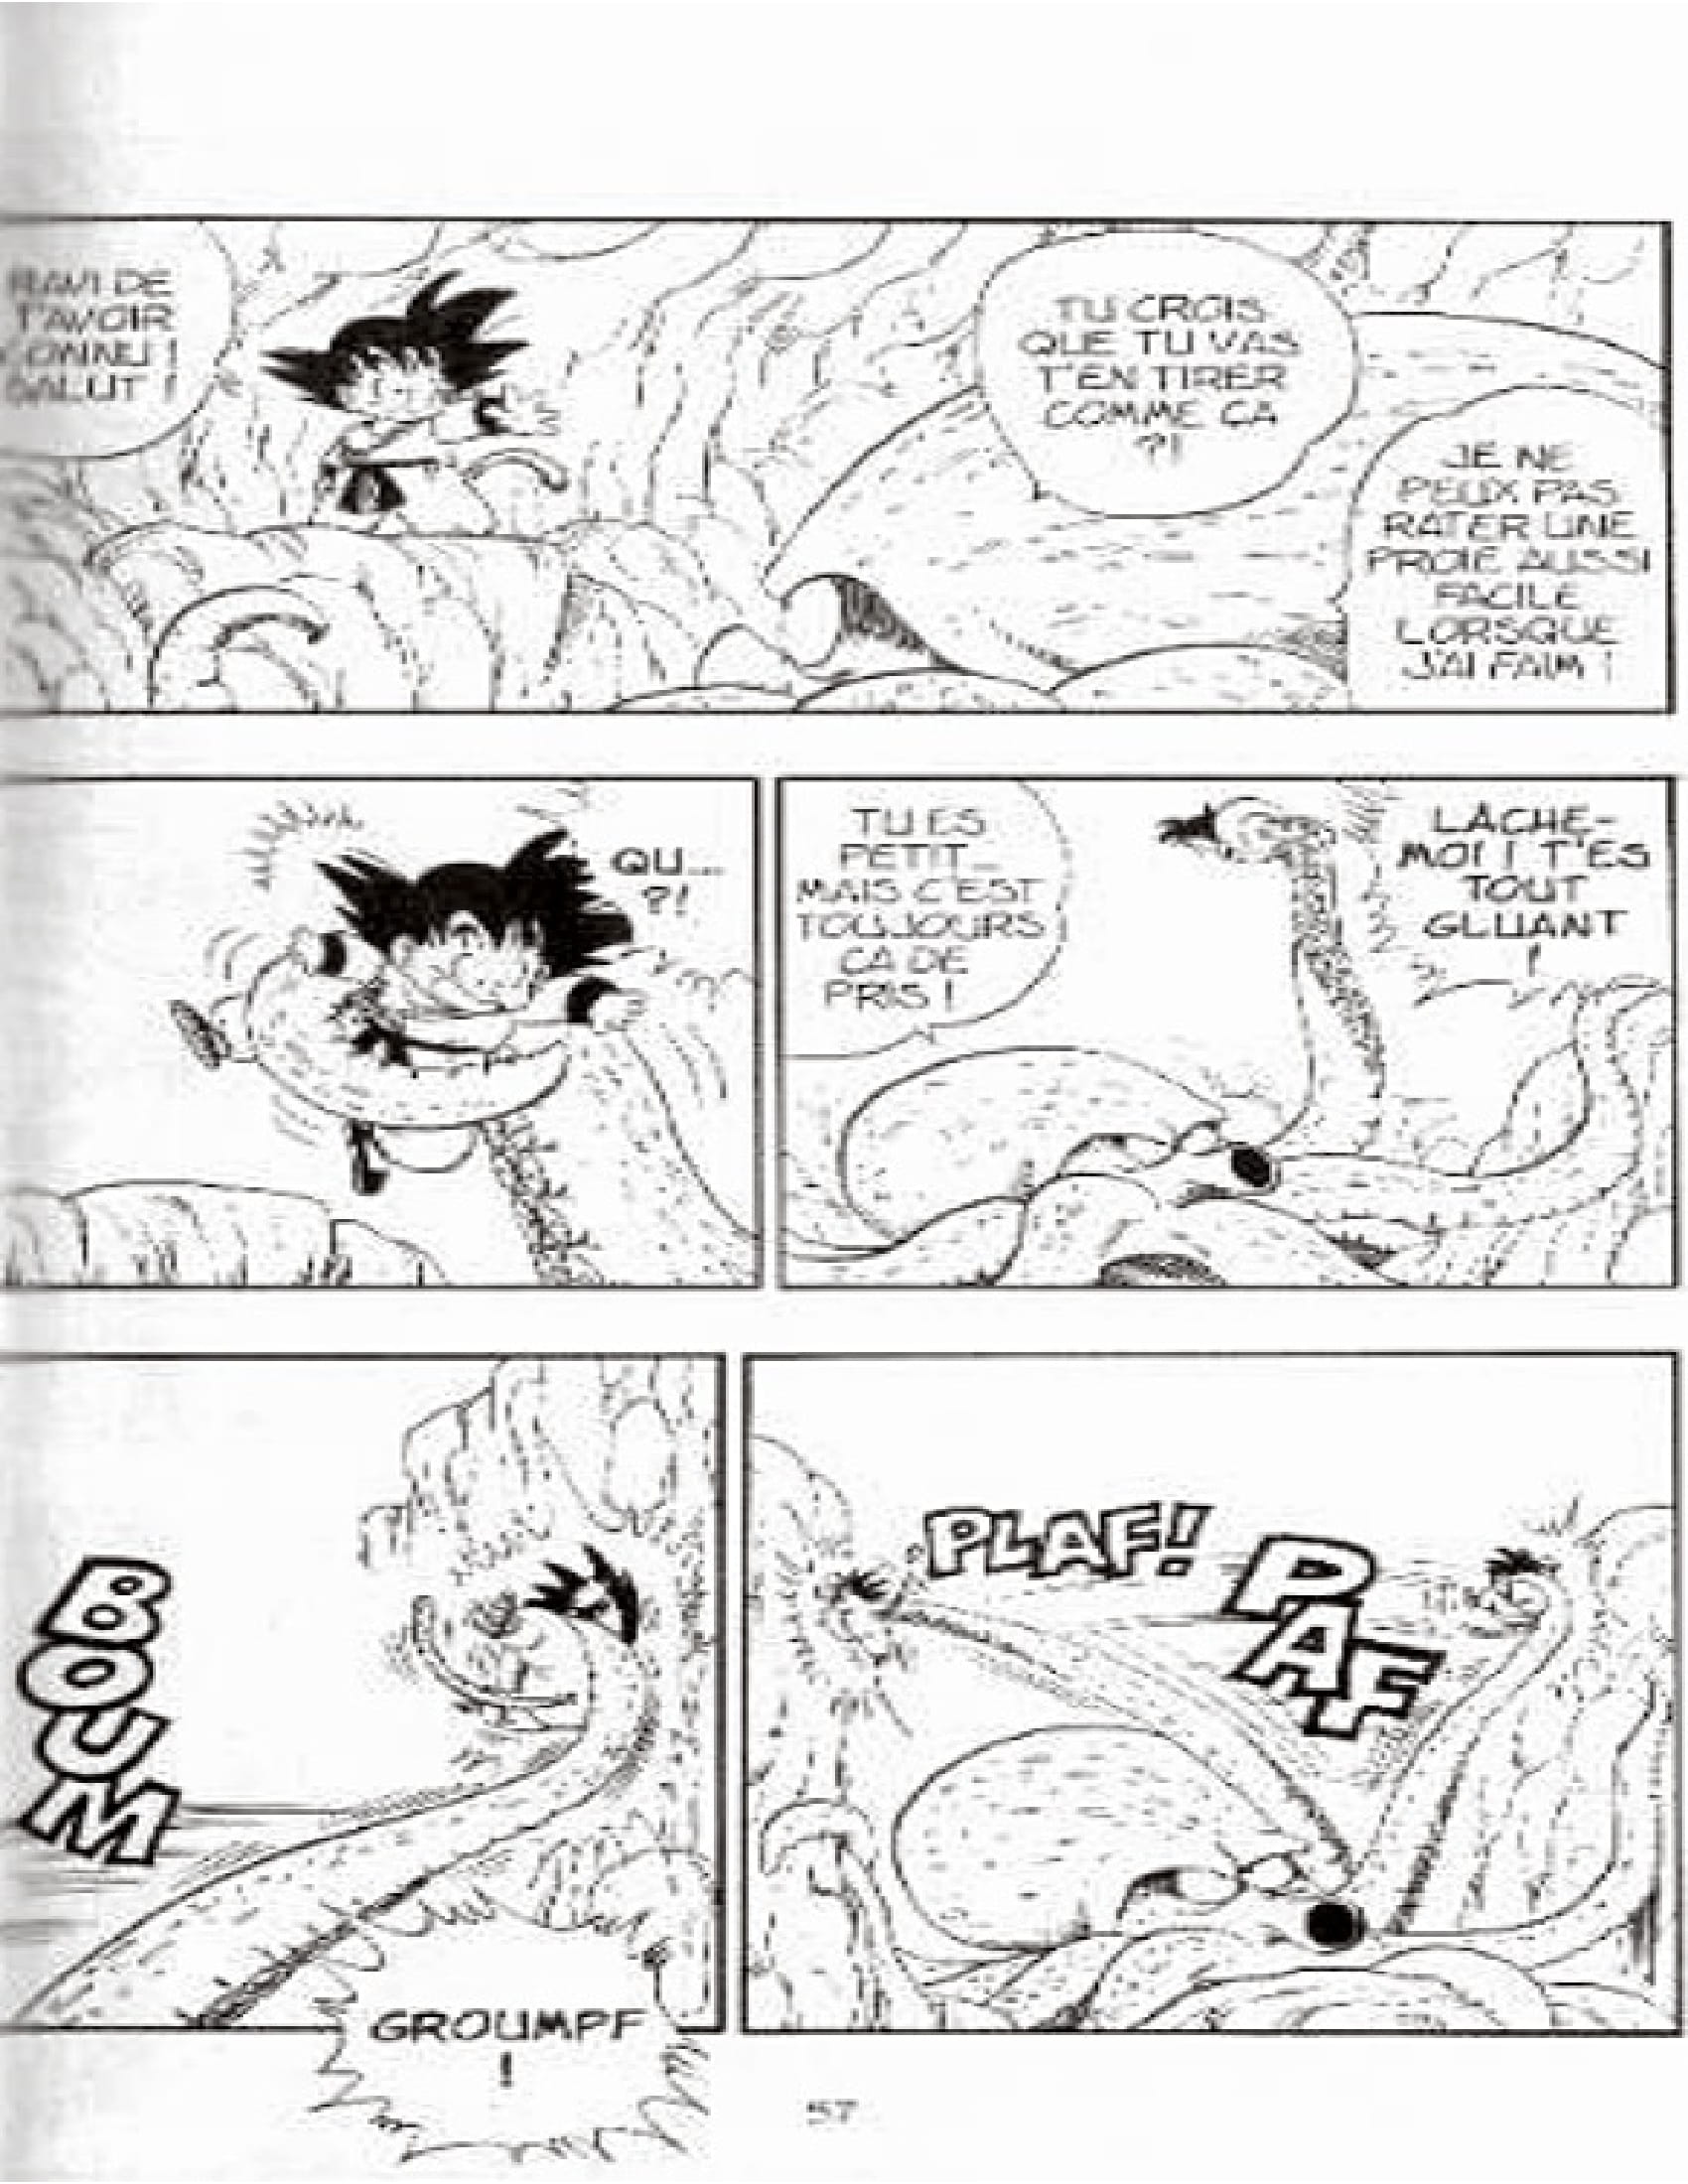 RAVI DE
T'AVOIR
CONNU !
SALUT !
TU CROIS
QUE TU VAS
T'EN TIRER
COMME ÇA
?!
JE NE
PEUX PAS
RATER UNE
PROIE AUSSI
FACILE
LORSQUE
J'AI FAIM !
QU...
?!
TU ES
PETIT...
MAIS C'EST
TOUJOURS
ÇA DE
PRIS !
LÂCHE-
MOI ! T'ES
TOUT
GLUANT
!
BOUM
GROUMPF
!
PLAF!
PAF
57